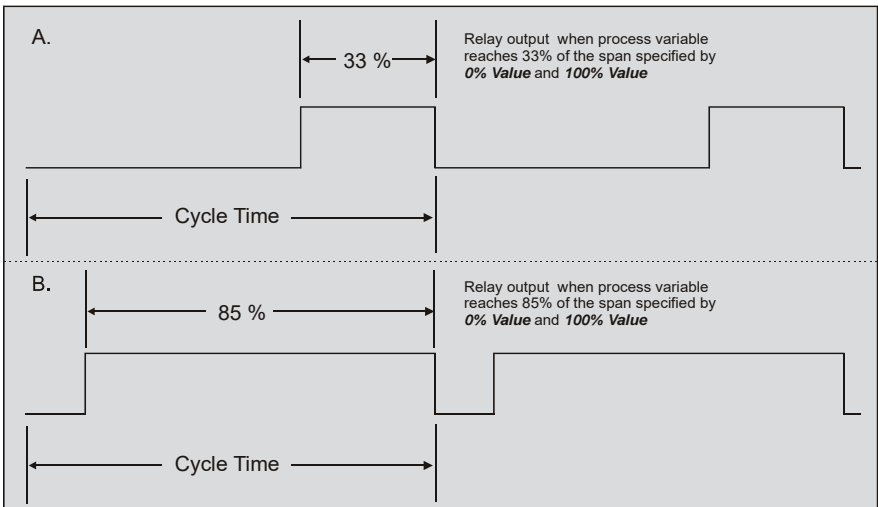 A.
33 %
Relay output when process variable
reaches 33% of the span specified by
0% Value and 100% Value
Cycle Time
B.
85 %
Relay output when process variable
reaches 85% of the span specified by
0% Value and 100% Value
Cycle Time